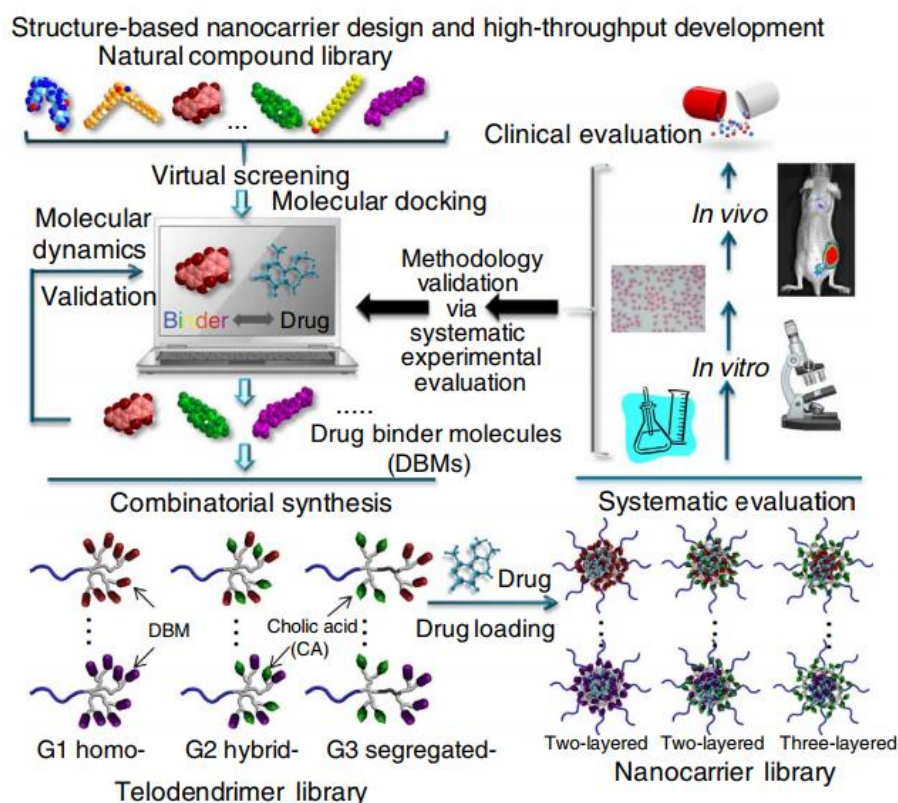 Structure-based nanocarrier design and high-throughput development
Natural compound library
...
Virtual screening
Molecular docking
Molecular
dynamics
Validation
Binder
Drug
.....
Drug binder molecules
(DBMs)
Methodology
validation
via
systematic
experimental
evaluation
Clinical evaluation
In vivo
In vitro
Combinatorial synthesis
Systematic evaluation
DBM
Cholic acid
(CA)
Drug
Drug loading
G1 homo-
G2 hybrid-
G3 segregated-
Telodendrimer library
Two-layered
Two-layered
Three-layered
Nanocarrier library